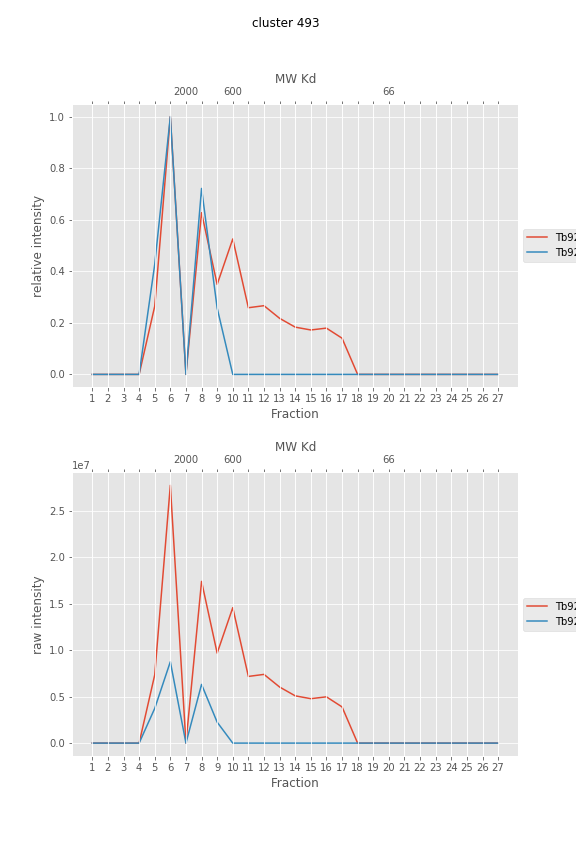 cluster 493
MW Kd
2000 600 66
1.0
0.8
0.6
0.4
0.2
0.0
relative intensity
Tb92
Tb92
1 2 3 4 5 6 7 8 9 10 11 12 13 14 15 16 17 18 19 20 21 22 23 24 25 26 27
Fraction
MW Kd
1e7 2000 600 66
2.5
2.0
1.5
1.0
0.5
0.0
raw intensity
Tb92
Tb92
1 2 3 4 5 6 7 8 9 10 11 12 13 14 15 16 17 18 19 20 21 22 23 24 25 26 27
Fraction